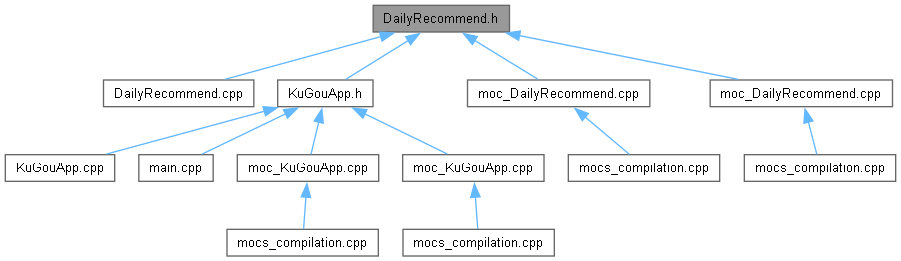 DailyRecommend.h
DailyRecommend.cpp
KuGouApp.h
moc_DailyRecommend.cpp
moc_DailyRecommend.cpp
KuGouApp.cpp
main.cpp
moc_KuGouApp.cpp
moc_KuGouApp.cpp
mocs_compilation.cpp
mocs_compilation.cpp
mocs_compilation.cpp
mocs_compilation.cpp